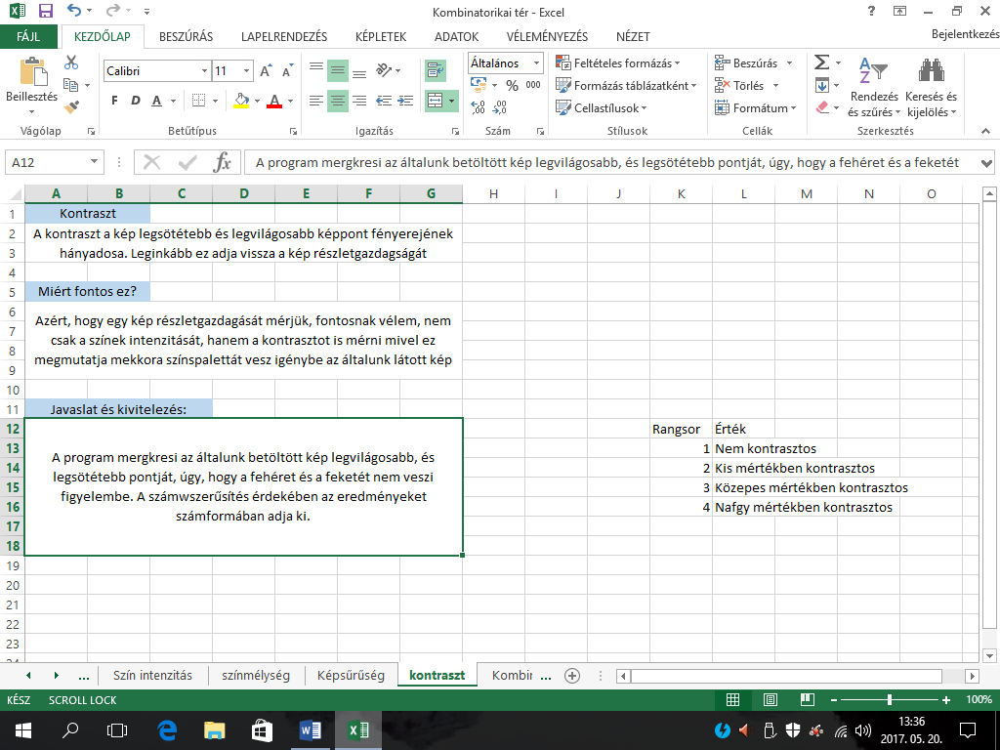 Kombinatorikai tér - Excel
FÁJL KEZDŐLAP BESZÚRÁS LAPELRENDEZÉS KÉPLETEK ADATOK VÉLEMÉNYEZÉS NÉZET Bejelentkezés
Beillesztés
Calibri 11
F D A
A A
Általános
% 000
Feltételes formázás
Formázás táblázatként
Cellastílusok
Beszúrás
Törlés
Formátum
Rendezés és szűrés
Keresés és kijelölés
Vágólap Betűtípus Igazítás Szám Stílusok Cellák Szerkesztés
A12 fx A program mergkresi az általunk betöltött kép legvilágosabb, és legsötétebb pontját, úgy, hogy a fehéret és a feketét
A B C D E F G H I J K L M N O
1 Kontraszt
2 A kontraszt a kép legsötétebb és legvilágosabb képpont fényerejének
3 hányadosa. Leginkább ez adja vissza a kép részletgazdagságát
4
5 Miért fontos ez?
6 Azért, hogy egy kép részletgazdagását mérjük, fontosnak vélem, nem
7 csak a színek intenzitását, hanem a kontrasztot is mérni mivel ez
8 megmutatja mekkora színspalettát vesz igénybe az általunk látott kép
9
10
11 Javaslat és kivitelezés:
12 Rangsor Érték
13 A program mergkresi az általunk betöltött kép legvilágosabb, és 1 Nem kontrasztos
14 legsötétebb pontját, úgy, hogy a fehéret és a feketét nem veszi 2 Kis mértékben kontrasztos
15 figyelembe. A számwszerűsítés érdekében az eredményeket 3 Közepes mértékben kontrasztos
16 számformában adja ki. 4 Nafgy mértékben kontrasztos
17
18
19
20
21
22
23
... Szín intenzitás színmélység Képsűrűség kontraszt Kombir ...
KÉSZ SCROLL LOCK 100%
13:36
2017. 05. 20.